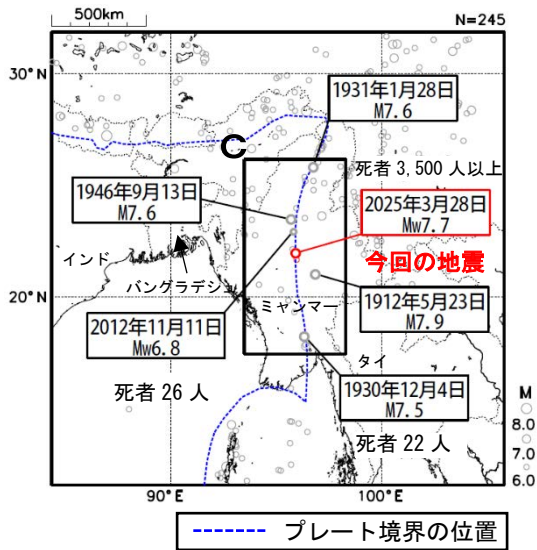 500km
N=245
30°N
1931年1月28日
M7.6
C
死者 3,500 人以上
1946年9月13日
M7.6
2025年3月28日
Mw7.7
インド
今回の地震
バングラデシュ
20°N
ミャンマー
1912年5月23日
M7.9
2012年11月11日
Mw6.8
タイ
死者 26 人
1930年12月4日
M7.5
M
8.0
7.0
6.0
死者 22 人
90°E
100°E
プレート境界の位置